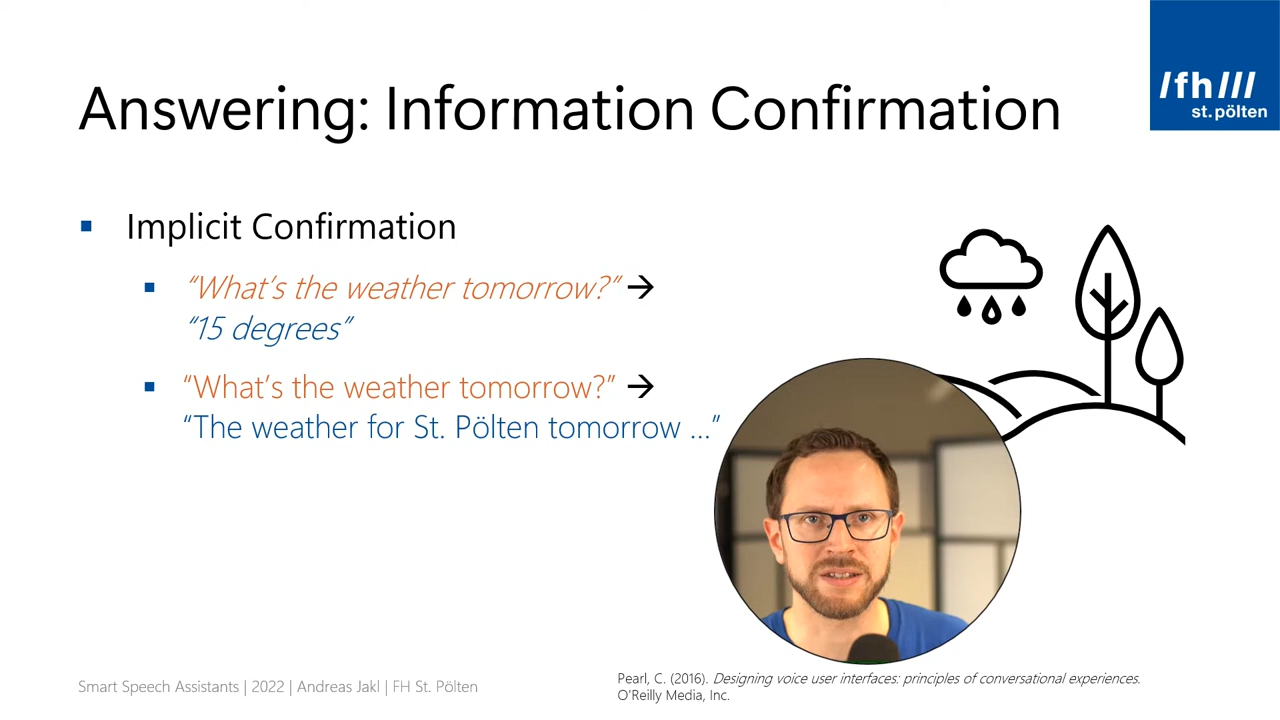 /fh///
st.pölten
Answering: Information Confirmation
Implicit Confirmation
“What’s the weather tomorrow?” →
“15 degrees”
“What’s the weather tomorrow?” →
“The weather for St. Pölten tomorrow ...”
Smart Speech Assistants | 2022 | Andreas Jakl | FH St. Pölten
Pearl, C. (2016). Designing voice user interfaces: principles of conversational experiences.
O'Reilly Media, Inc.